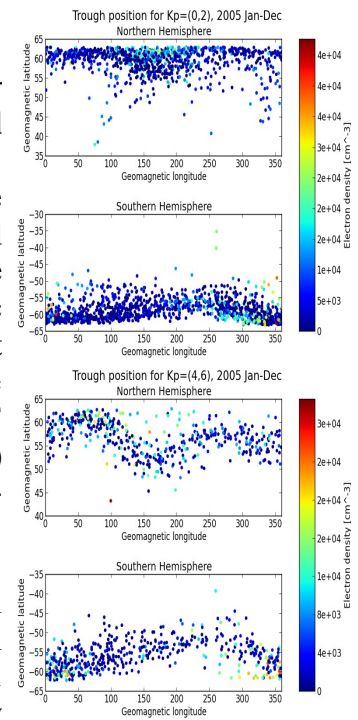 Trough position for Kp=(0,2), 2005 Jan-Dec
Northern Hemisphere
Geomagnetic latitude
65
60
55
50
45
40
35
0 50 100 150 200 250 300 350
Geomagnetic longitude
Southern Hemisphere
Geomagnetic latitude
−30
−35
−40
−45
−50
−55
−60
−65
0 50 100 150 200 250 300 350
Geomagnetic longitude
4e+04
4e+04
4e+04
3e+04
2e+04
2e+04
2e+04
1e+04
5e+03
0
Electron density [cm^-3]
Trough position for Kp=(4,6), 2005 Jan-Dec
Northern Hemisphere
Geomagnetic latitude
65
60
55
50
45
40
0 50 100 150 200 250 300 350
Geomagnetic longitude
Southern Hemisphere
Geomagnetic latitude
−35
−40
−45
−50
−55
−60
−65
0 50 100 150 200 250 300 350
Geomagnetic longitude
3e+04
2e+04
2e+04
2e+04
1e+04
8e+03
4e+03
0
Electron density [cm^-3]